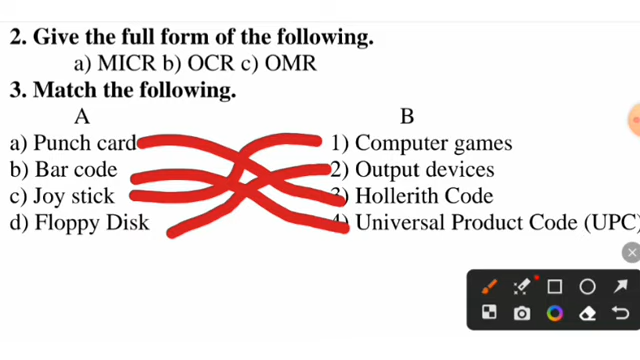 2. Give the full form of the following.
a) MICR b) OCR c) OMR
3. Match the following.
A B
a) Punch card 1) Computer games
b) Bar code 2) Output devices
c) Joy stick 3) Hollerith Code
d) Floppy Disk 4) Universal Product Code (UPC)